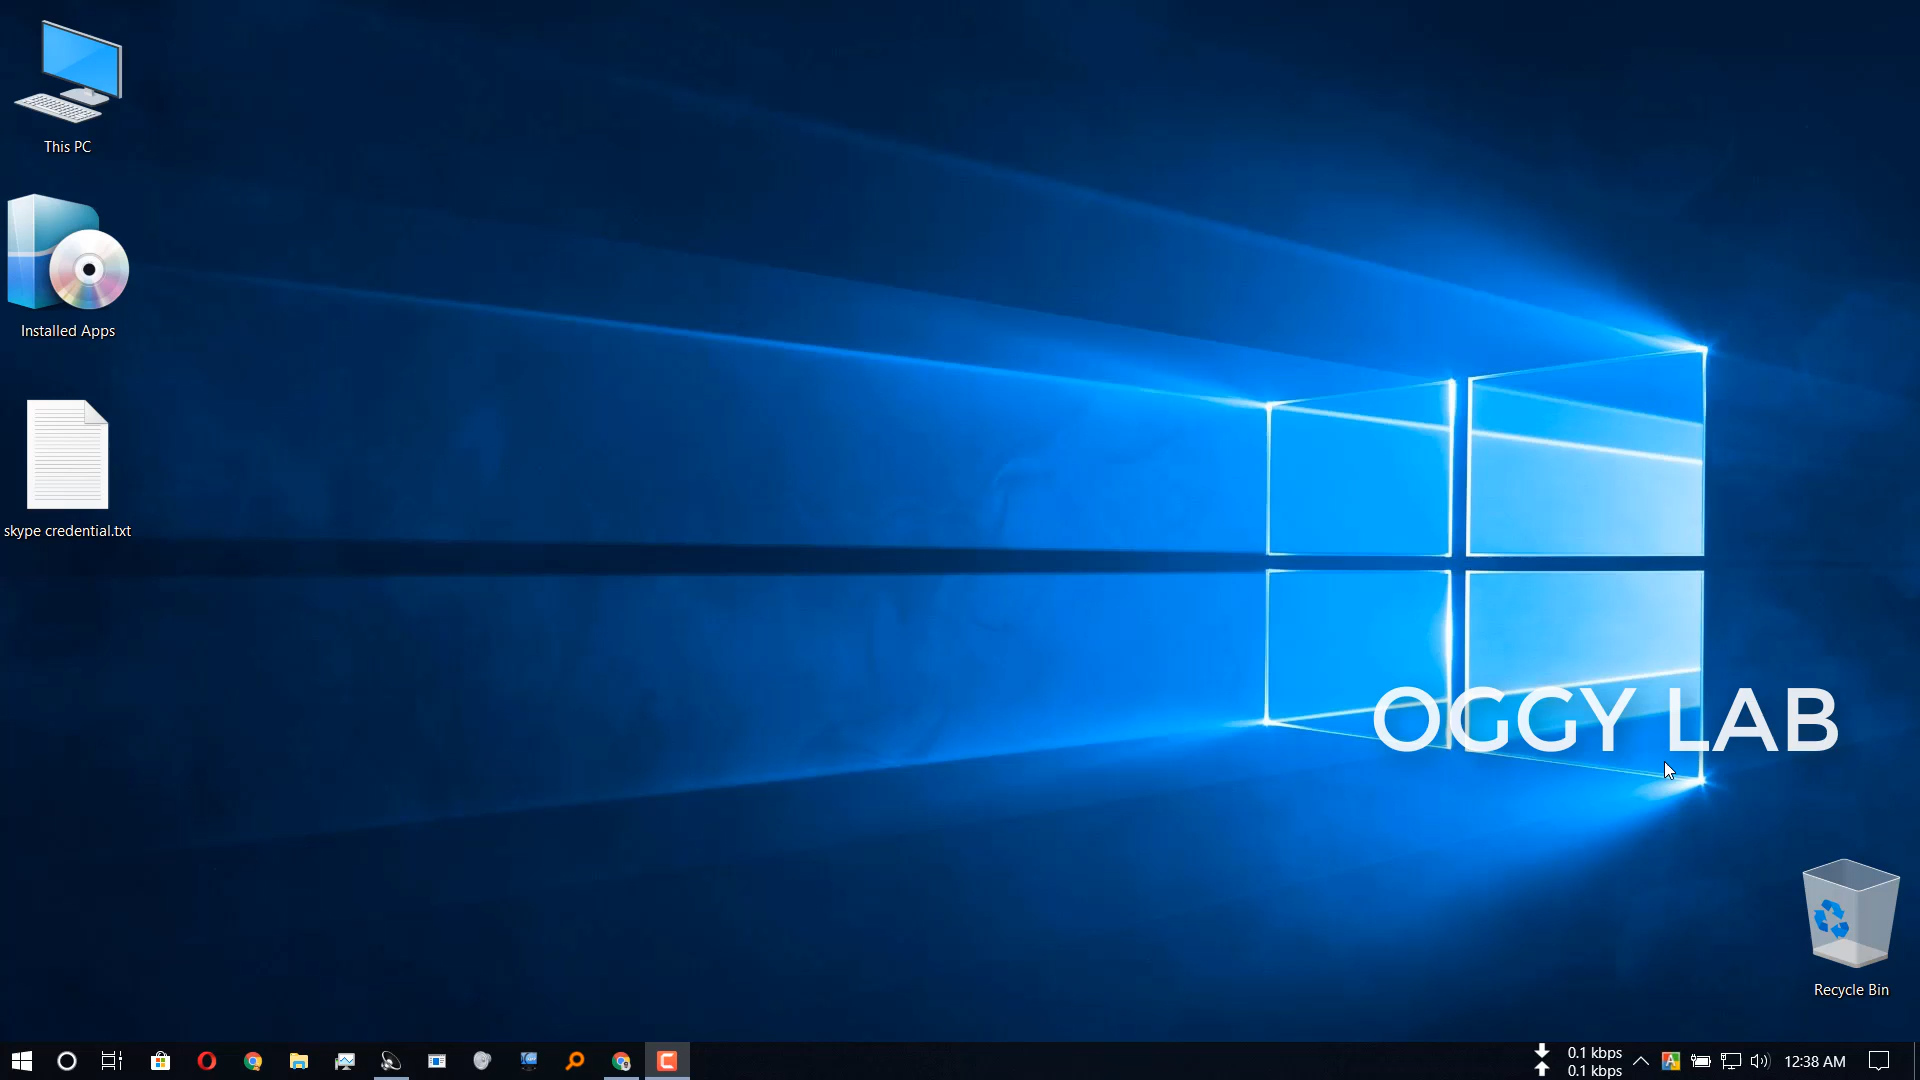 This PC
Installed Apps
skype credential.txt
OGGY LAB
Recycle Bin
0.1 kbps
0.1 kbps
12:38 AM